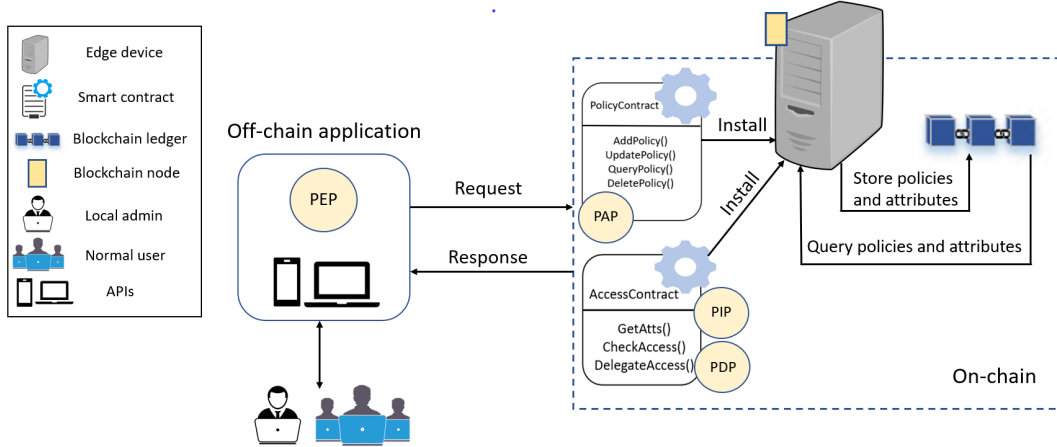 Edge device
Smart contract
Blockchain ledger
Blockchain node
Local admin
Normal user
APIs
Off-chain application
PEP
Request
Response
PolicyContract
AddPolicy()
UpdatePolicy()
QueryPolicy()
DeletePolicy()
PAP
Install
Install
AccessContract
GetAtts()
CheckAccess()
DelegateAccess()
PIP
PDP
Store policies
and attributes
Query policies and attributes
On-chain